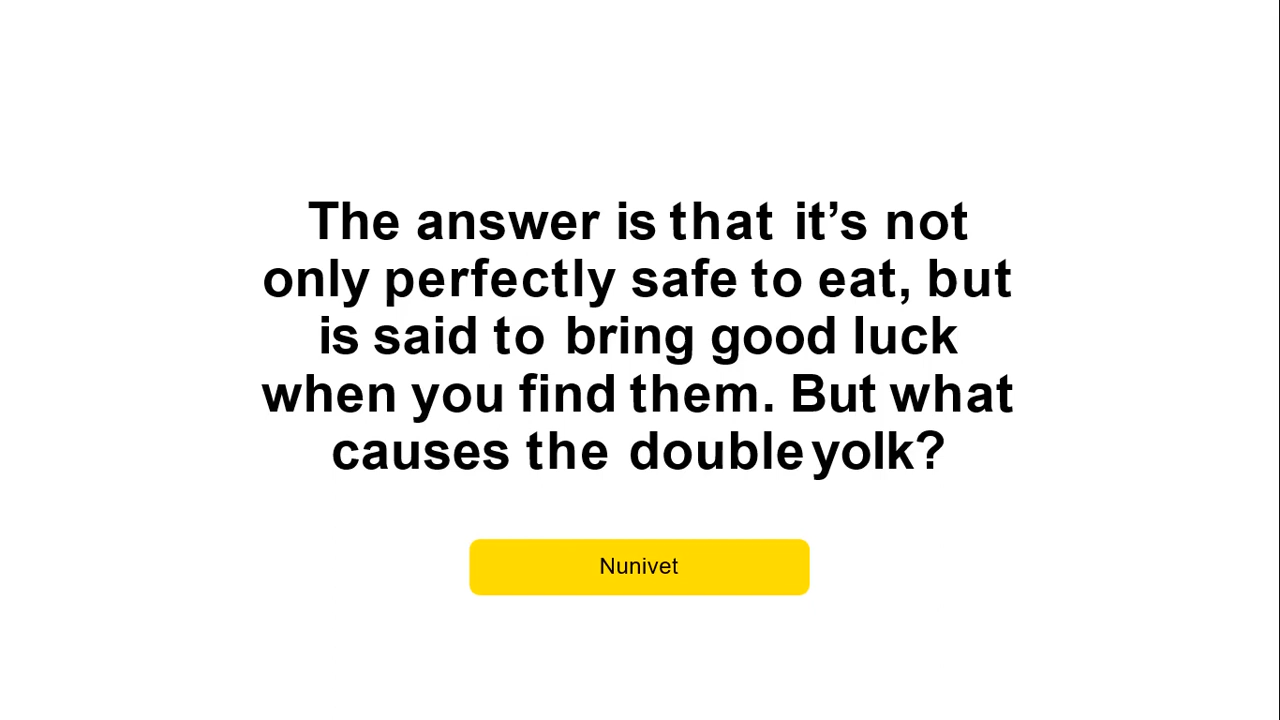 The answer is that it’s not
only perfectly safe to eat, but
is said to bring good luck
when you find them. But what
causes the double yolk?
Nunivet